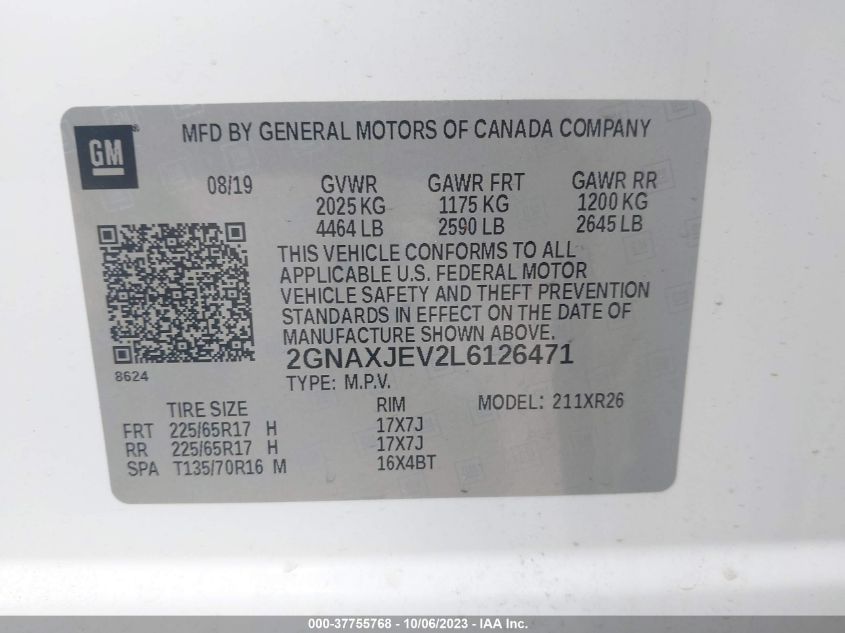 GM ®
MFD BY GENERAL MOTORS OF CANADA COMPANY
08/19 GVWR GAWR FRT GAWR RR
2025 KG 1175 KG 1200 KG
4464 LB 2590 LB 2645 LB
THIS VEHICLE CONFORMS TO ALL
APPLICABLE U.S. FEDERAL MOTOR
VEHICLE SAFETY AND THEFT PREVENTION
STANDARDS IN EFFECT ON THE DATE OF
MANUFACTURE SHOWN ABOVE.
2GNAXJEV2L6126471
8624
TYPE: M.P.V.
TIRE SIZE RIM MODEL: 211XR26
FRT 225/65R17 H 17X7J
RR 225/65R17 H 17X7J
SPA T135/70R16 M 16X4BT
000-37755768 - 10/06/2023 - IAA Inc.